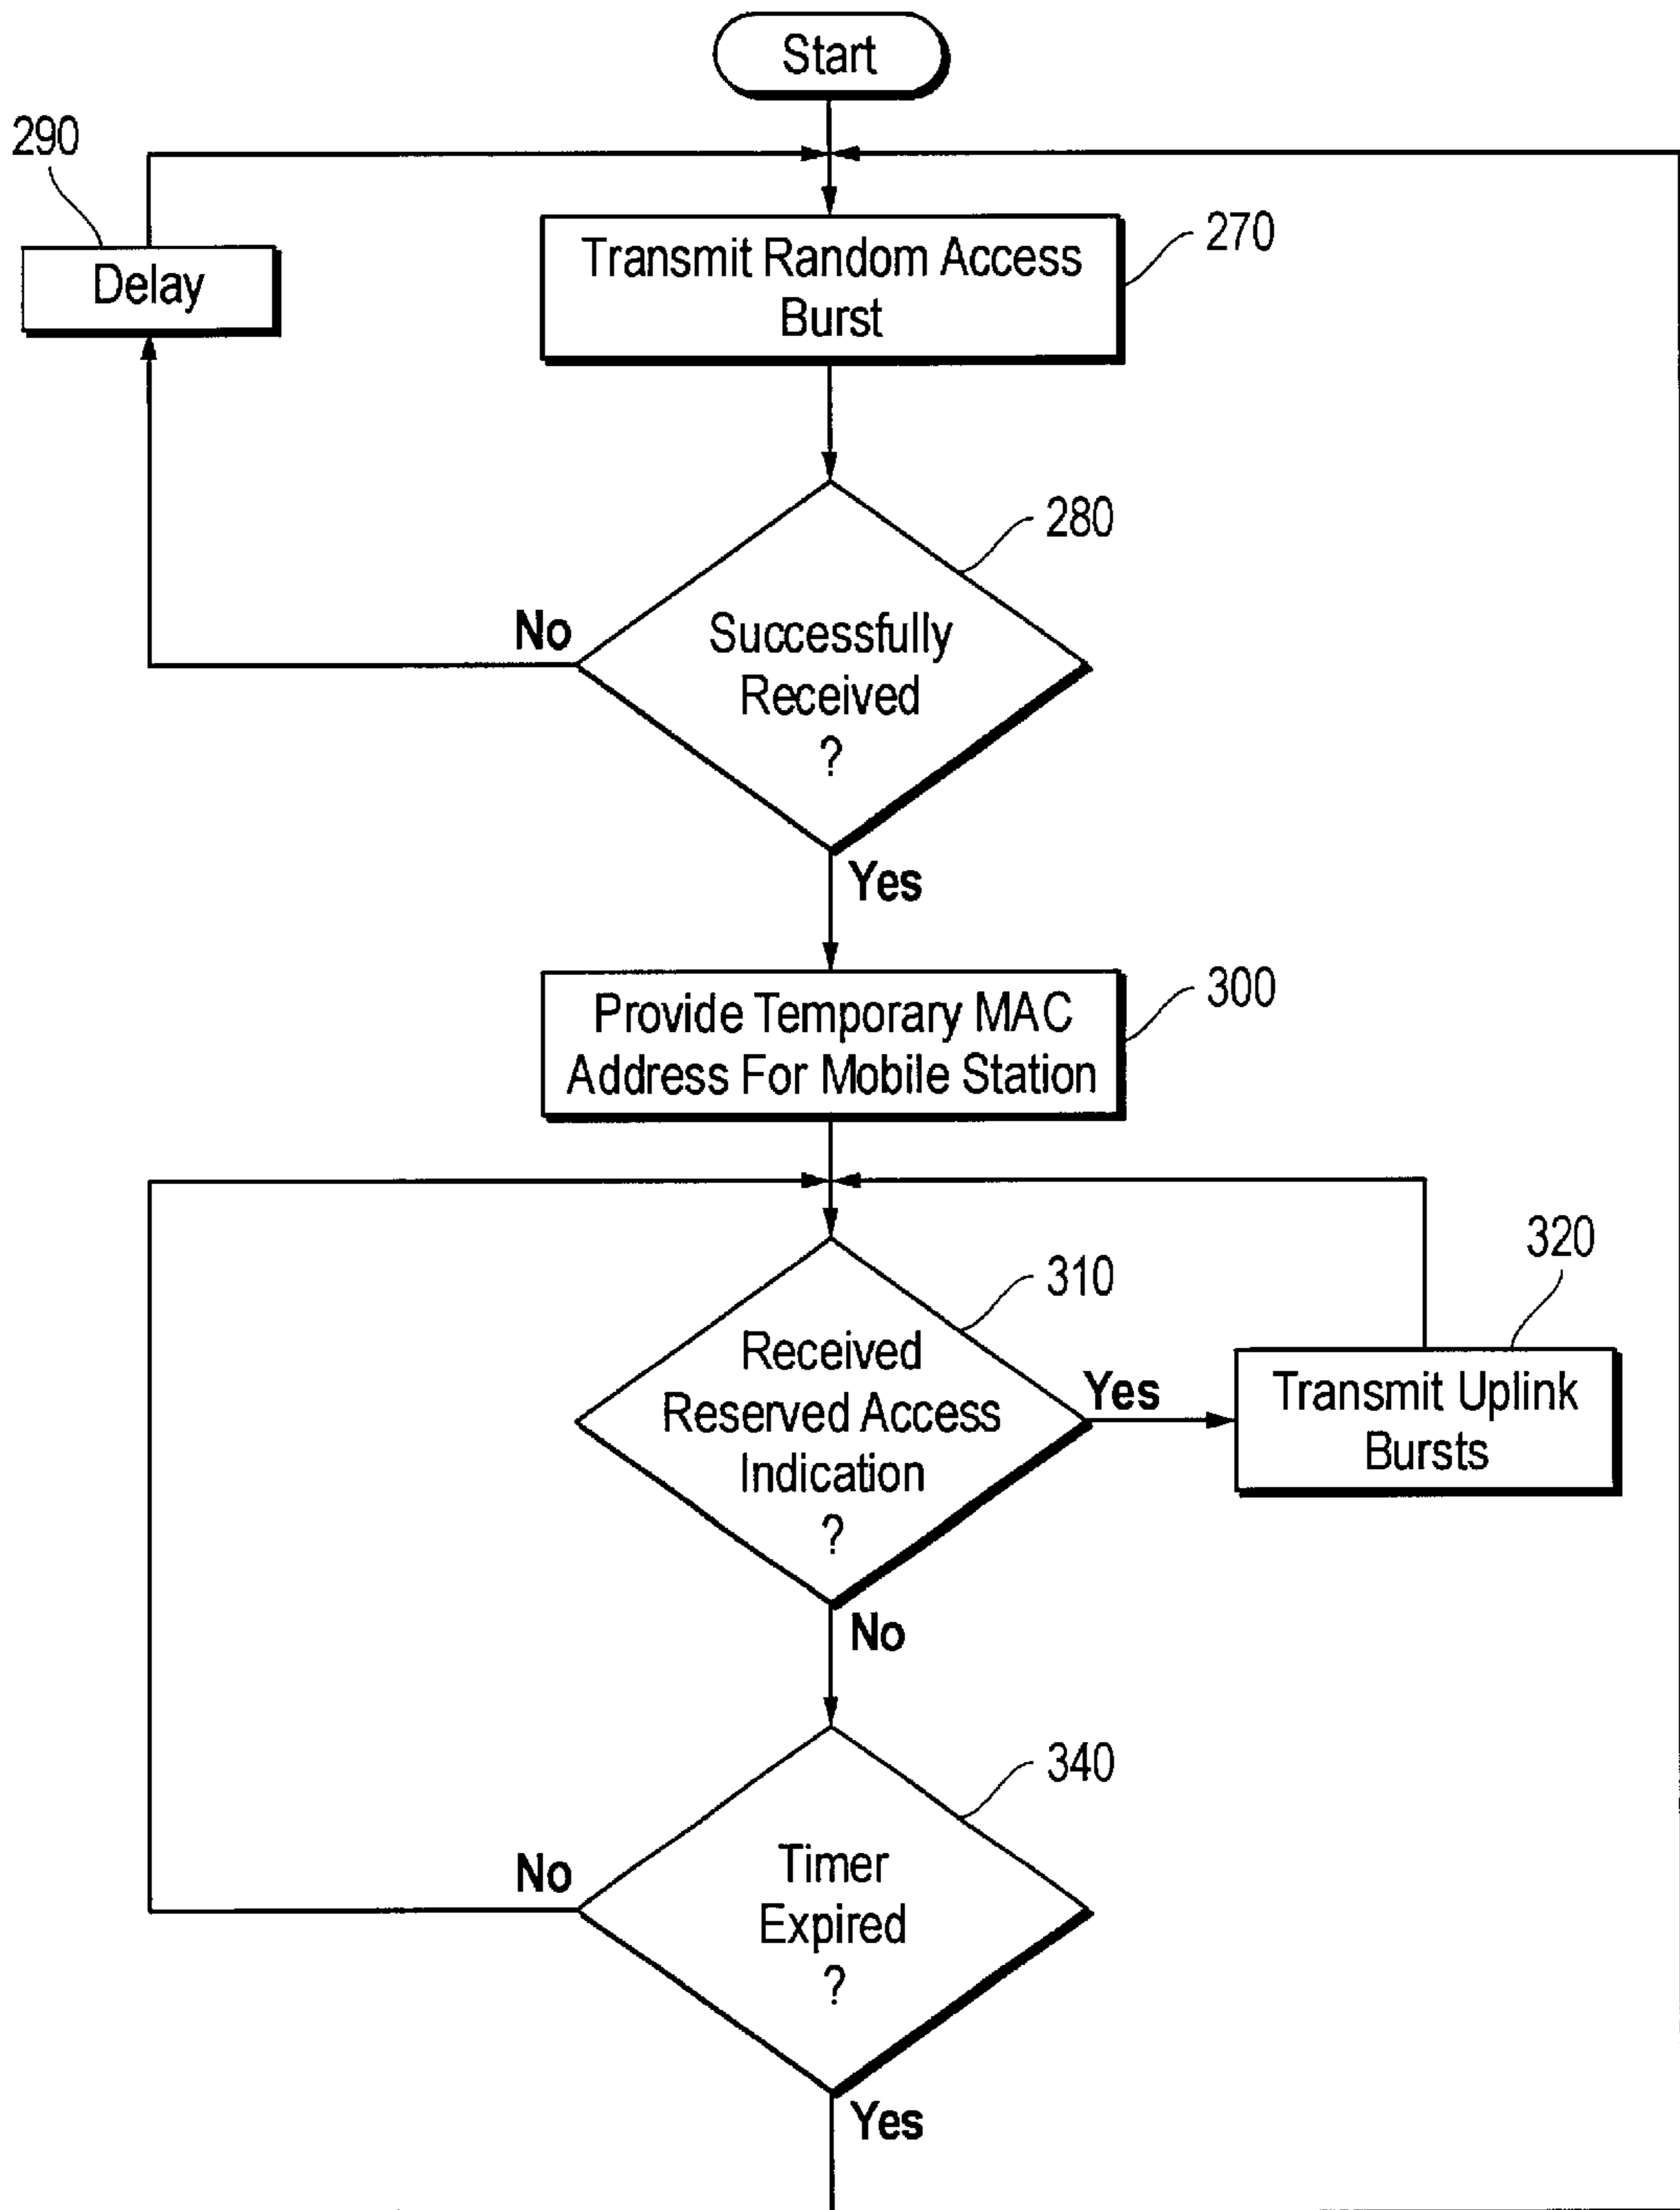 Start
290
Delay
Transmit Random Access
Burst
270
280
No
Successfully
Received
?
Yes
Provide Temporary MAC
Address For Mobile Station
300
310
320
Received
Reserved Access
Indication
?
Yes
Transmit Uplink
Bursts
No
340
No
Timer
Expired
?
Yes